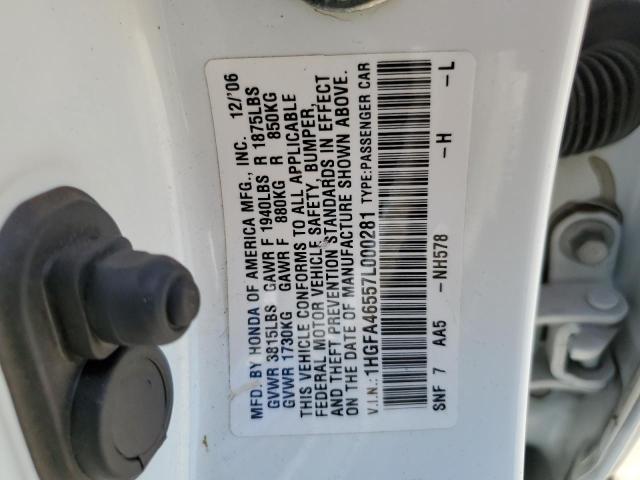 MFD.BY HONDA OF AMERICA MFG., INC. 12/'06
GVWR 3815LBS GAWR F 1940LBS R 1875LBS
GVWR 1730KG GAWR F 880KG R 850KG
THIS VEHICLE CONFORMS TO ALL APPLICABLE
FEDERAL MOTOR VEHICLE SAFETY, BUMPER,
AND THEFT PREVENTION STANDARDS IN EFFECT
ON THE DATE OF MANUFACTURE SHOWN ABOVE.
V.I.N.:1HGFA46557L000281 TYPE:PASSENGER CAR
SNF 7 AA5 -NH578 -H -L